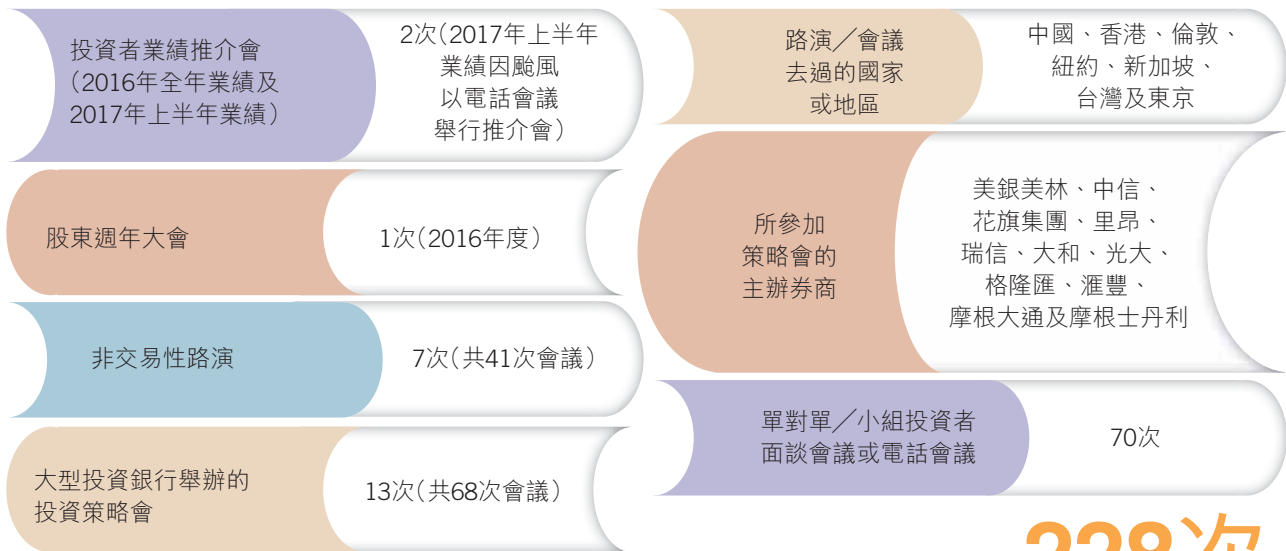 投資者業績推介會
（2016年全年業績及
2017年上半年業績）
2次（2017年上半年
業績因颱風
以電話會議
舉行推介會）
股東週年大會
1次（2016年度）
非交易性路演
7次（共41次會議）
大型投資銀行舉辦的
投資策略會
13次（共68次會議）
路演／會議
去過的國家
或地區
中國、香港、倫敦、
紐約、新加坡、
台灣及東京
所參加
策略會的
主辦券商
美銀美林、中信、
花旗集團、里昂、
瑞信、大和、光大、
格隆匯、滙豐、
摩根大通及摩根士丹利
單對單／小組投資者
面談會議或電話會議
70次